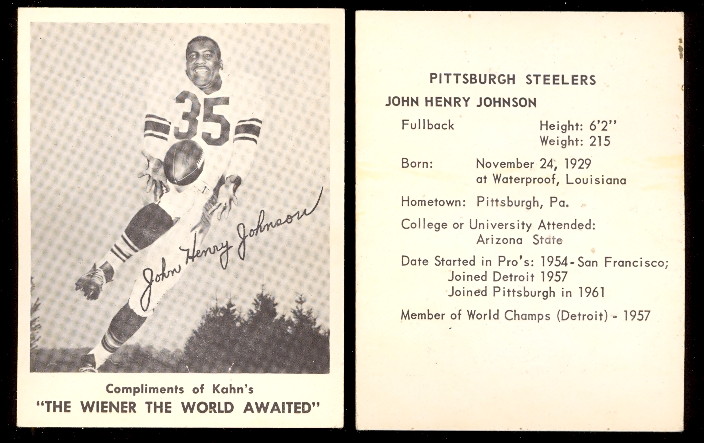 35
John Henry Johnson
Compliments of Kahn's
"THE WIENER THE WORLD AWAITED"
PITTSBURGH STEELERS
JOHN HENRY JOHNSON
Fullback Height: 6'2"
Weight: 215
Born: November 24, 1929
at Waterproof, Louisiana
Hometown: Pittsburgh, Pa.
College or University Attended:
Arizona State
Date Started in Pro's: 1954-San Francisco;
Joined Detroit 1957
Joined Pittsburgh in 1961
Member of World Champs (Detroit) - 1957